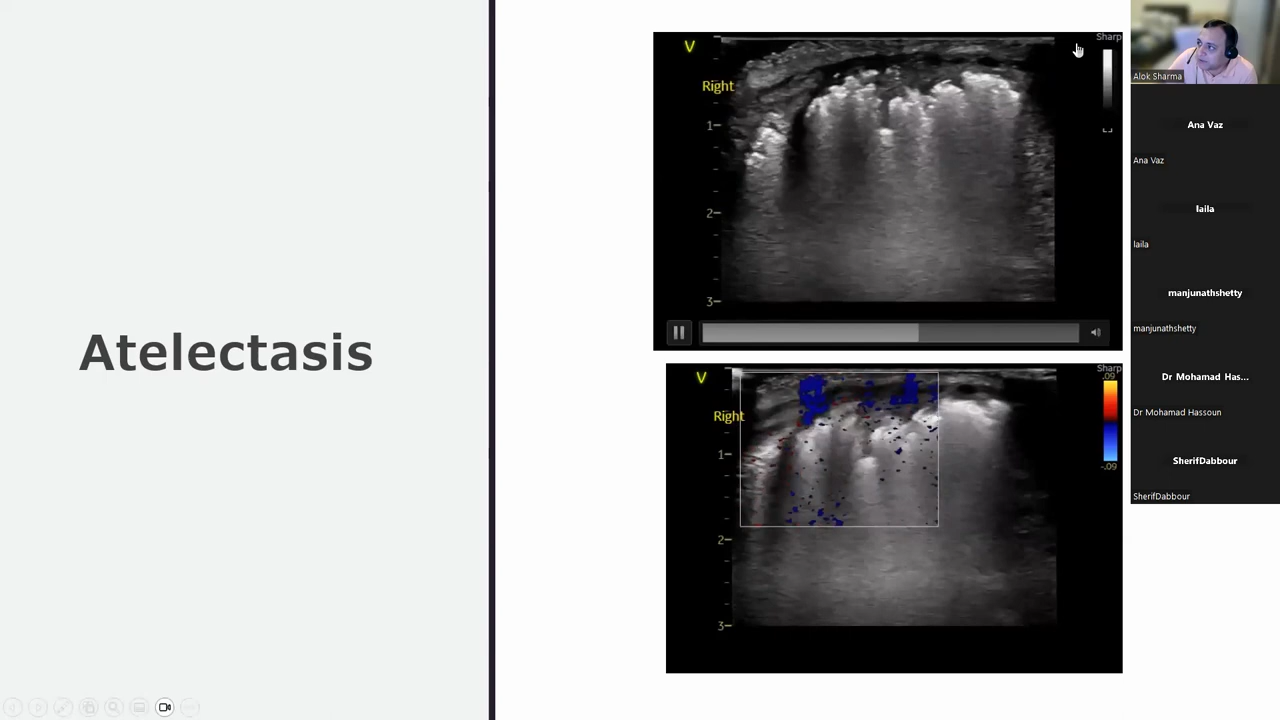 Atelectasis
V
Sharp
Right
1
2
3
V
Sharp
.09
Right
1
-.09
2
3
Alok Sharma
Ana Vaz
Ana Vaz
laila
laila
manjunathshetty
manjunathshetty
Dr Mohamad Has...
Dr Mohamad Hassoun
SherifDabbour
SherifDabbour